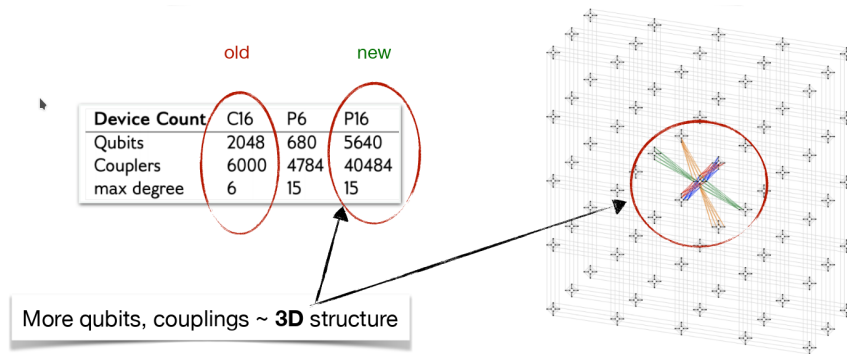 old new
Device Count C16 P6 P16
Qubits 2048 680 5640
Couplers 6000 4784 40484
max degree 6 15 15
More qubits, couplings ~ 3D structure